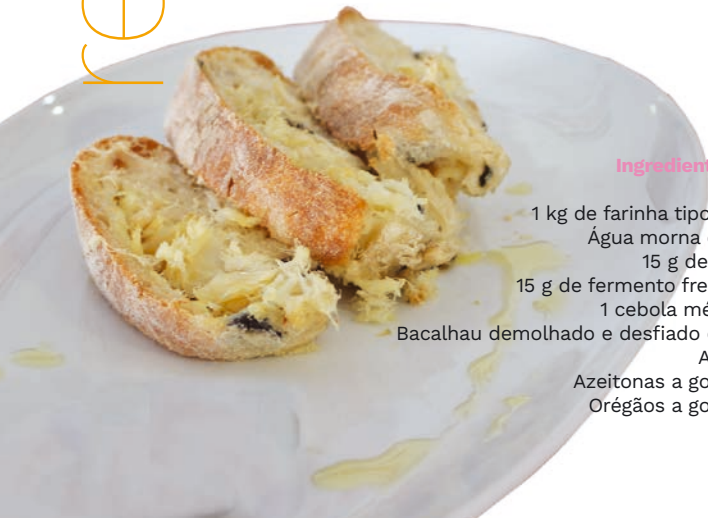 Ingredient
1 kg de farinha tipo
Água morna
15 g de
15 g de fermento fre
1 cebola mé
Bacalhau demolhado e desfiado
A
Azeitonas a go
Orégãos a go